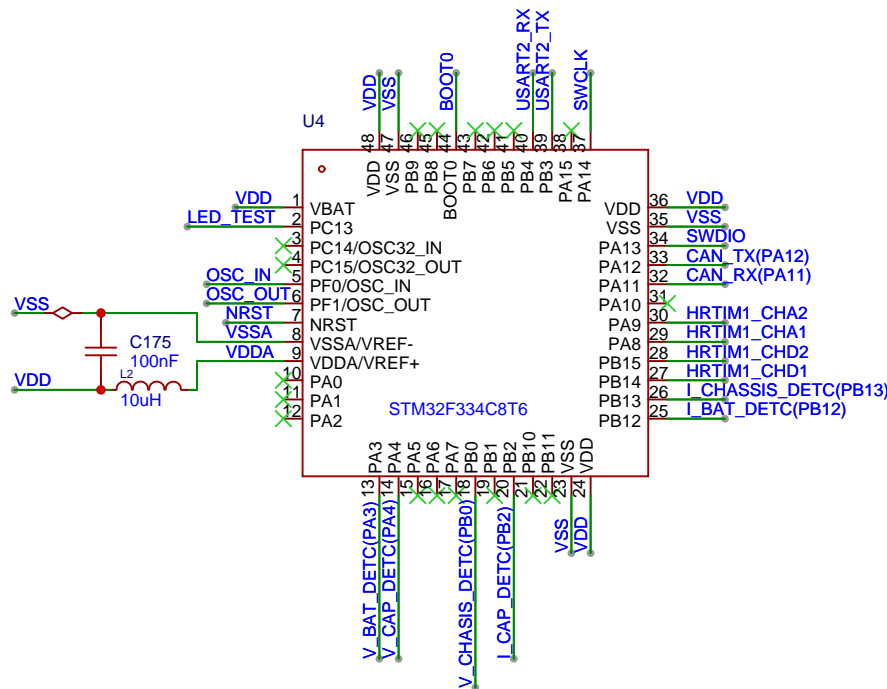 USART2_RX
USART2_TX
VDD
VSS
BOOT0
SWCLK
U4
48
47
46
45
44
43
42
41
40
39
38
37
VDD
VSS
PB9
PB8
BOOT0
PB7
PB6
PB5
PB4
PB3
PA15
PA14
VDD 1 VBAT
LED_TEST 2 PC13
3 PC14/OSC32_IN
4 PC15/OSC32_OUT
OSC_IN 5 PF0/OSC_IN
OSC_OUT 6 PF1/OSC_OUT
NRST 7 NRST
VSSA 8 VSSA/VREF-
VDDA 9 VDDA/VREF+
10 PA0
11 PA1
12 PA2
VSS
C175
100nF
VDD
L2
10uH
VDD 36 VDD
VSS 35 VSS
PA13 34 SWDIO
PA12 33 CAN_TX(PA12)
PA11 32 CAN_RX(PA11)
PA10 31
PA9 30 HRTIM1_CHA2
PA8 29 HRTIM1_CHA1
PB15 28 HRTIM1_CHD2
PB14 27 HRTIM1_CHD1
PB13 26 I_CHASSIS_DETC(PB13)
PB12 25 I_BAT_DETC(PB12)
STM32F334C8T6
PA3
PA4
PA5
PA6
PA7
PB0
PB1
PB2
PB10
PB11
VSS
VDD
13
14
15
16
17
18
19
20
21
22
23
24
V_BAT_DETC(PA3)
V_CAP_DETC(PA4)
V_CHASSIS_DETC(PB0)
I_CAP_DETC(PB2)
VSS
VDD